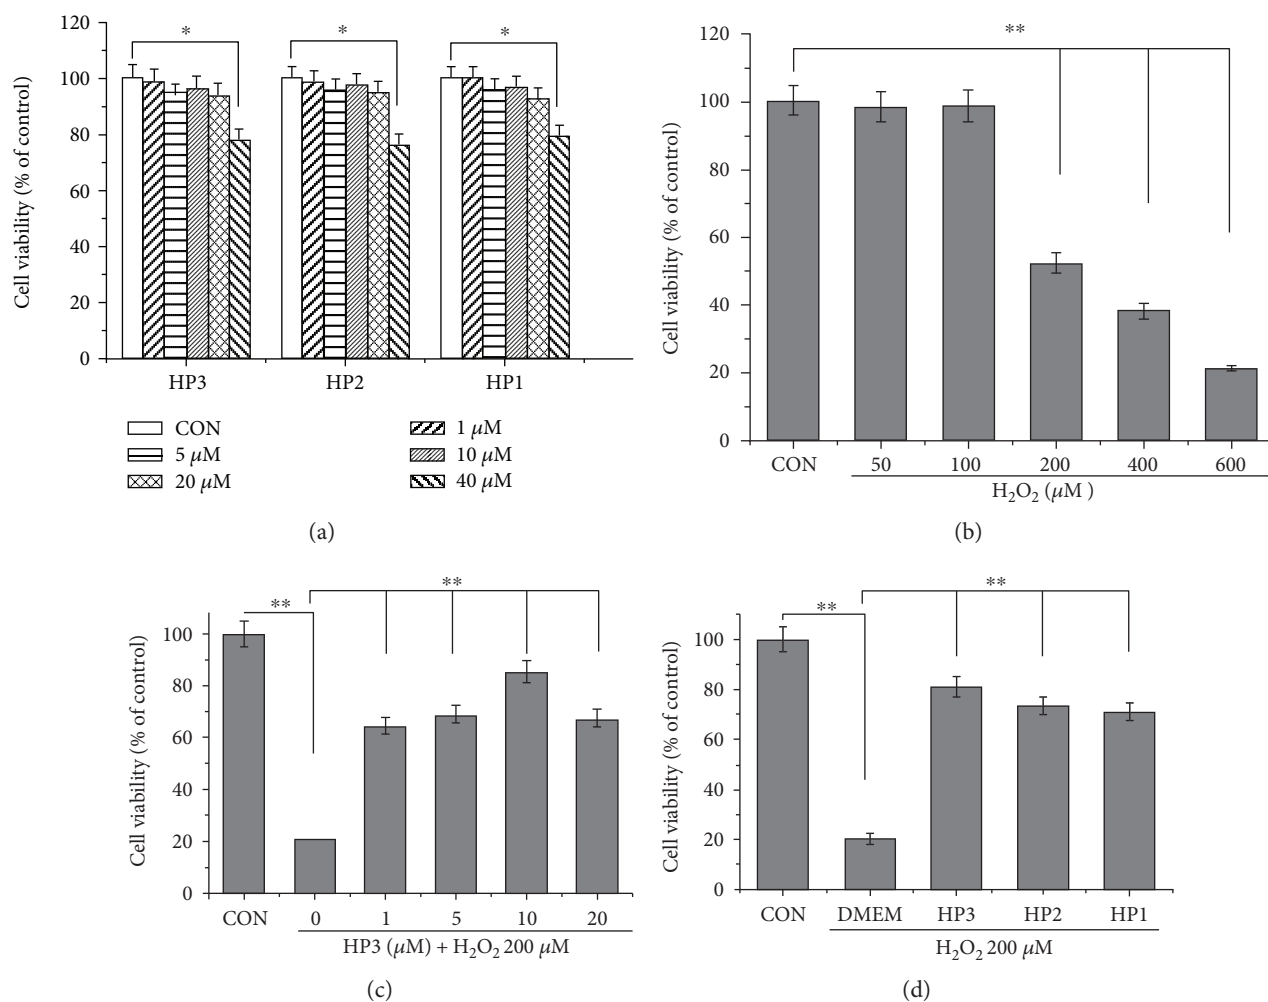 120
100
80
60
40
20
0
Cell viability (% of control)
*
*
*
HP3
HP2
HP1
CON
1 μM
5 μM
10 μM
20 μM
40 μM
(a)
120
100
80
60
40
20
0
Cell viability (% of control)
**
CON
50
100
200
400
600
H₂O₂ (μM )
(b)
100
80
60
40
20
0
Cell viability (% of control)
**
**
CON
0
1
5
10
20
HP3 (μM) + H₂O₂ 200 μM
(c)
100
80
60
40
20
0
Cell viability (% of control)
**
**
CON
DMEM
HP3
HP2
HP1
H₂O₂ 200 μM
(d)